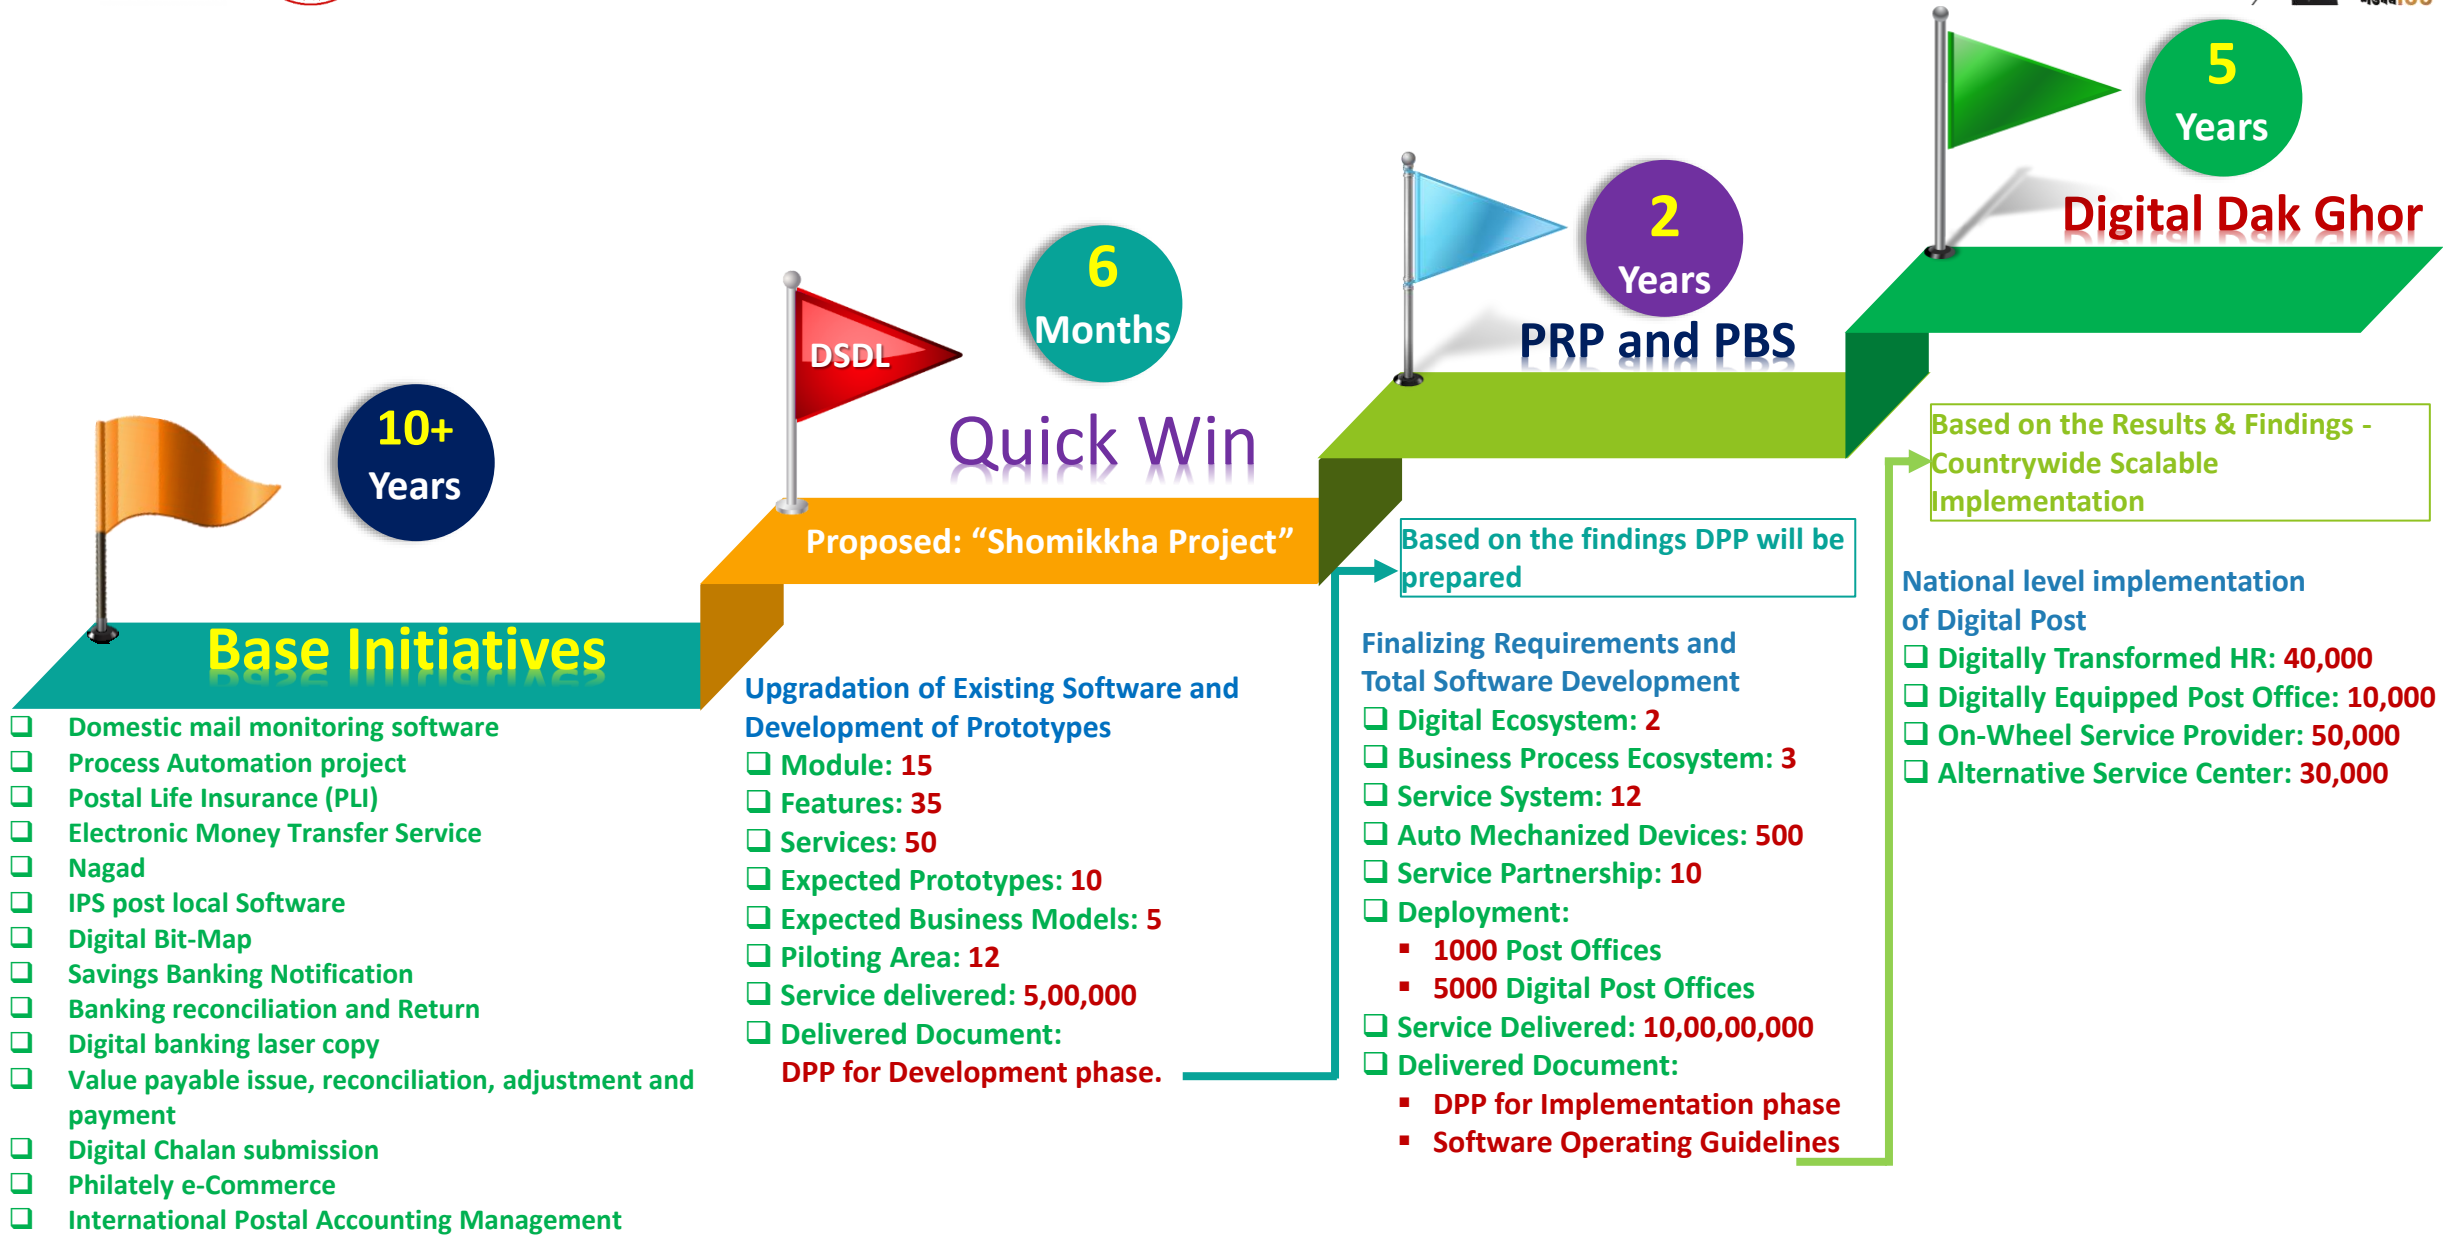 5
Years
Digital Dak Ghor
2
Years
PRP and PBS
6
Months
DSDL
Quick Win
10+
Years
Proposed: “Shomikkha Project”
Base Initiatives
Domestic mail monitoring software
Process Automation project
Postal Life Insurance (PLI)
Electronic Money Transfer Service
Nagad
IPS post local Software
Digital Bit-Map
Savings Banking Notification
Banking reconciliation and Return
Digital banking laser copy
Value payable issue, reconciliation, adjustment and
payment
Digital Chalan submission
Philately e-Commerce
International Postal Accounting Management
Upgradation of Existing Software and
Development of Prototypes
Module: 15
Features: 35
Services: 50
Expected Prototypes: 10
Expected Business Models: 5
Piloting Area: 12
Service delivered: 5,00,000
Delivered Document:
DPP for Development phase.
Based on the findings DPP will be
prepared
Finalizing Requirements and
Total Software Development
Digital Ecosystem: 2
Business Process Ecosystem: 3
Service System: 12
Auto Mechanized Devices: 500
Service Partnership: 10
Deployment:
1000 Post Offices
5000 Digital Post Offices
Service Delivered: 10,00,00,000
Delivered Document:
DPP for Implementation phase
Software Operating Guidelines
Based on the Results & Findings -
Countrywide Scalable
Implementation
National level implementation
of Digital Post
Digitally Transformed HR: 40,000
Digitally Equipped Post Office: 10,000
On-Wheel Service Provider: 50,000
Alternative Service Center: 30,000